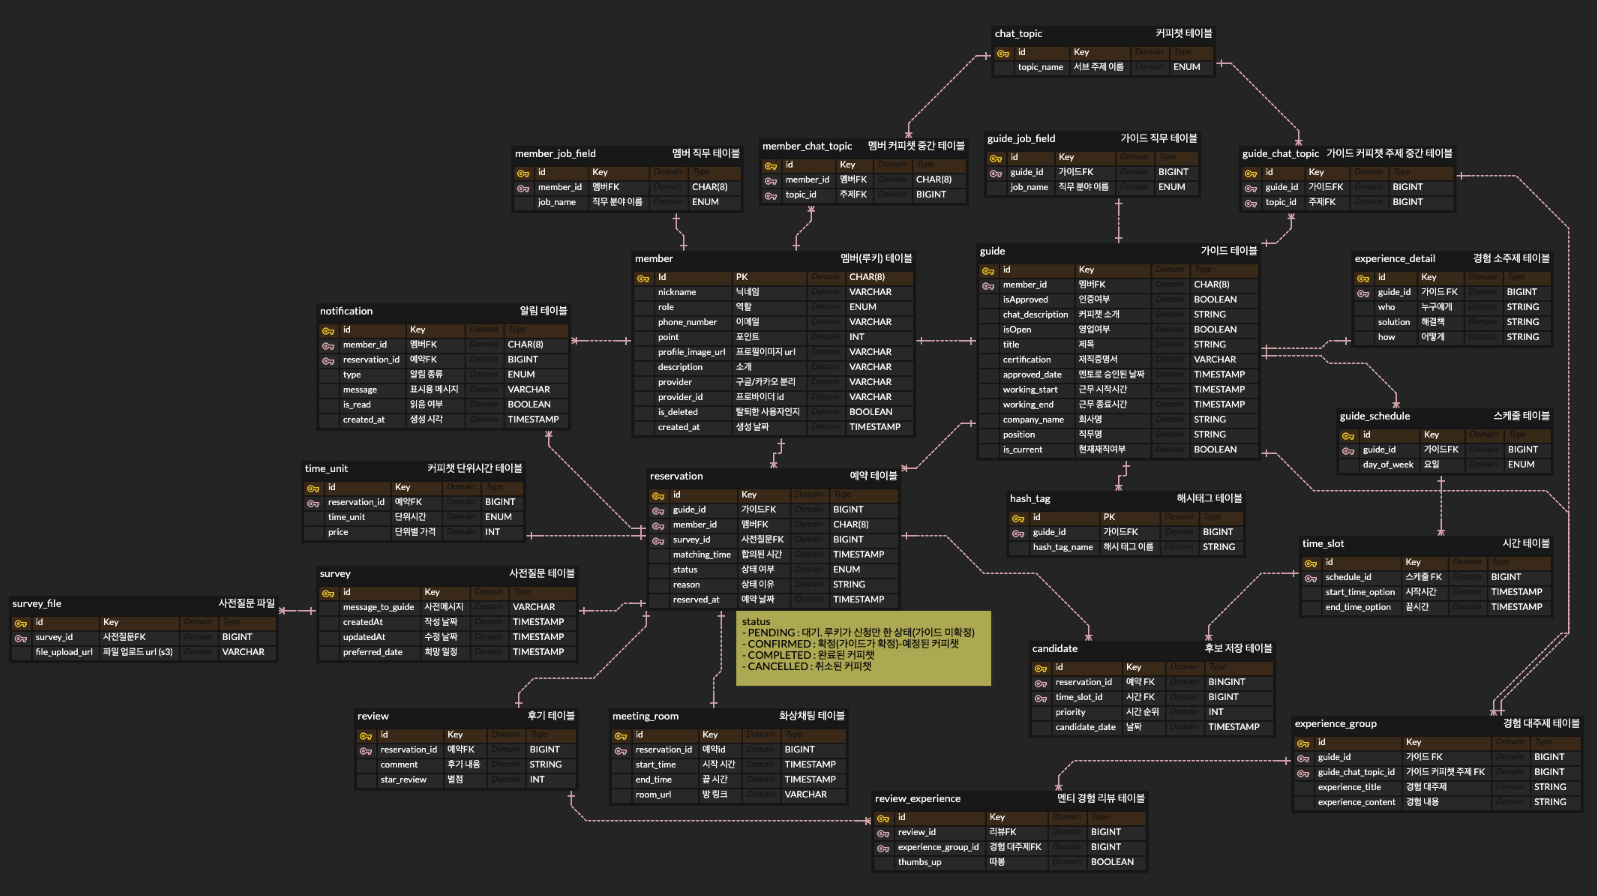 chat_topic 커피챗 테이블
id Key Domain Type
topic_name 서브 주제 이름 Domain ENUM
member_job_field 멤버 직무 테이블
id Key Domain Type
member_id 멤버FK Domain CHAR(8)
job_name 직무 분야 이름 Domain ENUM
member_chat_topic 멤버 커피챗 중간 테이블
id Key Domain Type
member_id 멤버FK Domain CHAR(8)
topic_id 주제FK Domain BIGINT
guide_job_field 가이드 직무 테이블
id Key Domain Type
guide_id 가이드FK Domain BIGINT
job_name 직무 분야 이름 Domain ENUM
guide_chat_topic 가이드 커피챗 주제 중간 테이블
id Key Domain Type
guide_id 가이드FK Domain BIGINT
topic_id 주제FK Domain BIGINT
member 멤버(루키) 테이블
Id PK Domain CHAR(8)
nickname 닉네임 Domain VARCHAR
role 역할 Domain ENUM
phone_number 이메일 Domain VARCHAR
point 포인트 Domain INT
profile_image_url 프로필이미지 url Domain VARCHAR
description 소개 Domain VARCHAR
provider 구글/카카오 분리 Domain VARCHAR
provider_id 프로바이더 id Domain VARCHAR
is_deleted 탈퇴한 사용자인지 Domain BOOLEAN
created_at 생성 날짜 Domain TIMESTAMP
guide 가이드 테이블
id Key Domain Type
member_id 멤버FK Domain CHAR(8)
isApproved 인증여부 Domain BOOLEAN
chat_description 커피챗 소개 Domain STRING
isOpen 영업여부 Domain BOOLEAN
title 제목 Domain STRING
certification 재직증명서 Domain VARCHAR
approved_date 멘토로 승인된 날짜 Domain TIMESTAMP
working_start 근무 시작시간 Domain TIMESTAMP
working_end 근무 종료시간 Domain TIMESTAMP
company_name 회사명 Domain STRING
position 직무명 Domain STRING
is_current 현재재직여부 Domain BOOLEAN
experience_detail 경험 소주제 테이블
id Key Domain Type
guide_id 가이드 FK Domain BIGINT
who 누구에게 Domain STRING
solution 해결책 Domain STRING
how 어떻게 Domain STRING
notification 알림 테이블
id Key Domain Type
member_id 멤버FK Domain CHAR(8)
reservation_id 예약FK Domain BIGINT
type 알림 종류 Domain ENUM
message 표시용 메시지 Domain VARCHAR
is_read 읽음 여부 Domain BOOLEAN
created_at 생성 시각 Domain TIMESTAMP
guide_schedule 스케줄 테이블
id Key Domain Type
guide_id 가이드FK Domain BIGINT
day_of_week 요일 Domain ENUM
time_unit 커피챗 단위시간 테이블
id Key Domain Type
reservation_id 예약FK Domain BIGINT
time_unit 단위시간 Domain ENUM
price 단위별 가격 Domain INT
reservation 예약 테이블
id Key Domain Type
guide_id 가이드FK Domain BIGINT
member_id 멤버FK Domain CHAR(8)
survey_id 사전질문FK Domain BIGINT
matching_time 합의된 시간 Domain TIMESTAMP
status 상태 여부 Domain ENUM
reason 상태 이유 Domain STRING
reserved_at 예약 날짜 Domain TIMESTAMP
hash_tag 해시태그 테이블
id PK Domain Type
guide_id 가이드FK Domain BIGINT
hash_tag_name 해시 태그 이름 Domain STRING
time_slot 시간 테이블
id Key Domain Type
schedule_id 스케줄 FK Domain BIGINT
start_time_option 시작시간 Domain TIMESTAMP
end_time_option 끝시간 Domain TIMESTAMP
survey 사전질문 테이블
id Key Domain Type
message_to_guide 사전메시지 Domain VARCHAR
createdAt 작성 날짜 Domain TIMESTAMP
updatedAt 수정 날짜 Domain TIMESTAMP
preferred_date 희망 일정 Domain TIMESTAMP
survey_file 사전질문 파일
id Key Domain Type
survey_id 사전질문FK Domain BIGINT
file_upload_url 파일 업로드 url (s3) Domain VARCHAR
status
- PENDING : 대기. 루키가 신청만 한 상태(가이드 미확정)
- CONFIRMED : 확정(가이드가 확정)-예정된 커피챗
- COMPLETED : 완료된 커피챗
- CANCELLED : 취소된 커피챗
candidate 후보 저장 테이블
id Key Domain Type
reservation_id 예약 FK Domain BINGINT
time_slot_id 시간 FK Domain BIGINT
priority 시간 순위 Domain INT
candidate_date 날짜 Domain TIMESTAMP
review 후기 테이블
id Key Domain Type
reservation_id 예약FK Domain BIGINT
comment 후기 내용 Domain STRING
star_review 별점 Domain INT
meeting_room 화상채팅 테이블
id Key Domain Type
reservation_id 예약id Domain BIGINT
start_time 시작 시간 Domain TIMESTAMP
end_time 끝 시간 Domain TIMESTAMP
room_url 방 링크 Domain VARCHAR
experience_group 경험 대주제 테이블
id Key Domain Type
guide_id 가이드 FK Domain BIGINT
guide_chat_topic_id 가이드 커피챗 주제 FK Domain BIGINT
experience_title 경험 대주제 Domain STRING
experience_content 경험 내용 Domain STRING
review_experience 멘티 경험 리뷰 테이블
id Key Domain Type
review_id 리뷰FK Domain BIGINT
experience_group_id 경험 대주제FK Domain BIGINT
thumbs_up 따봉 Domain BOOLEAN